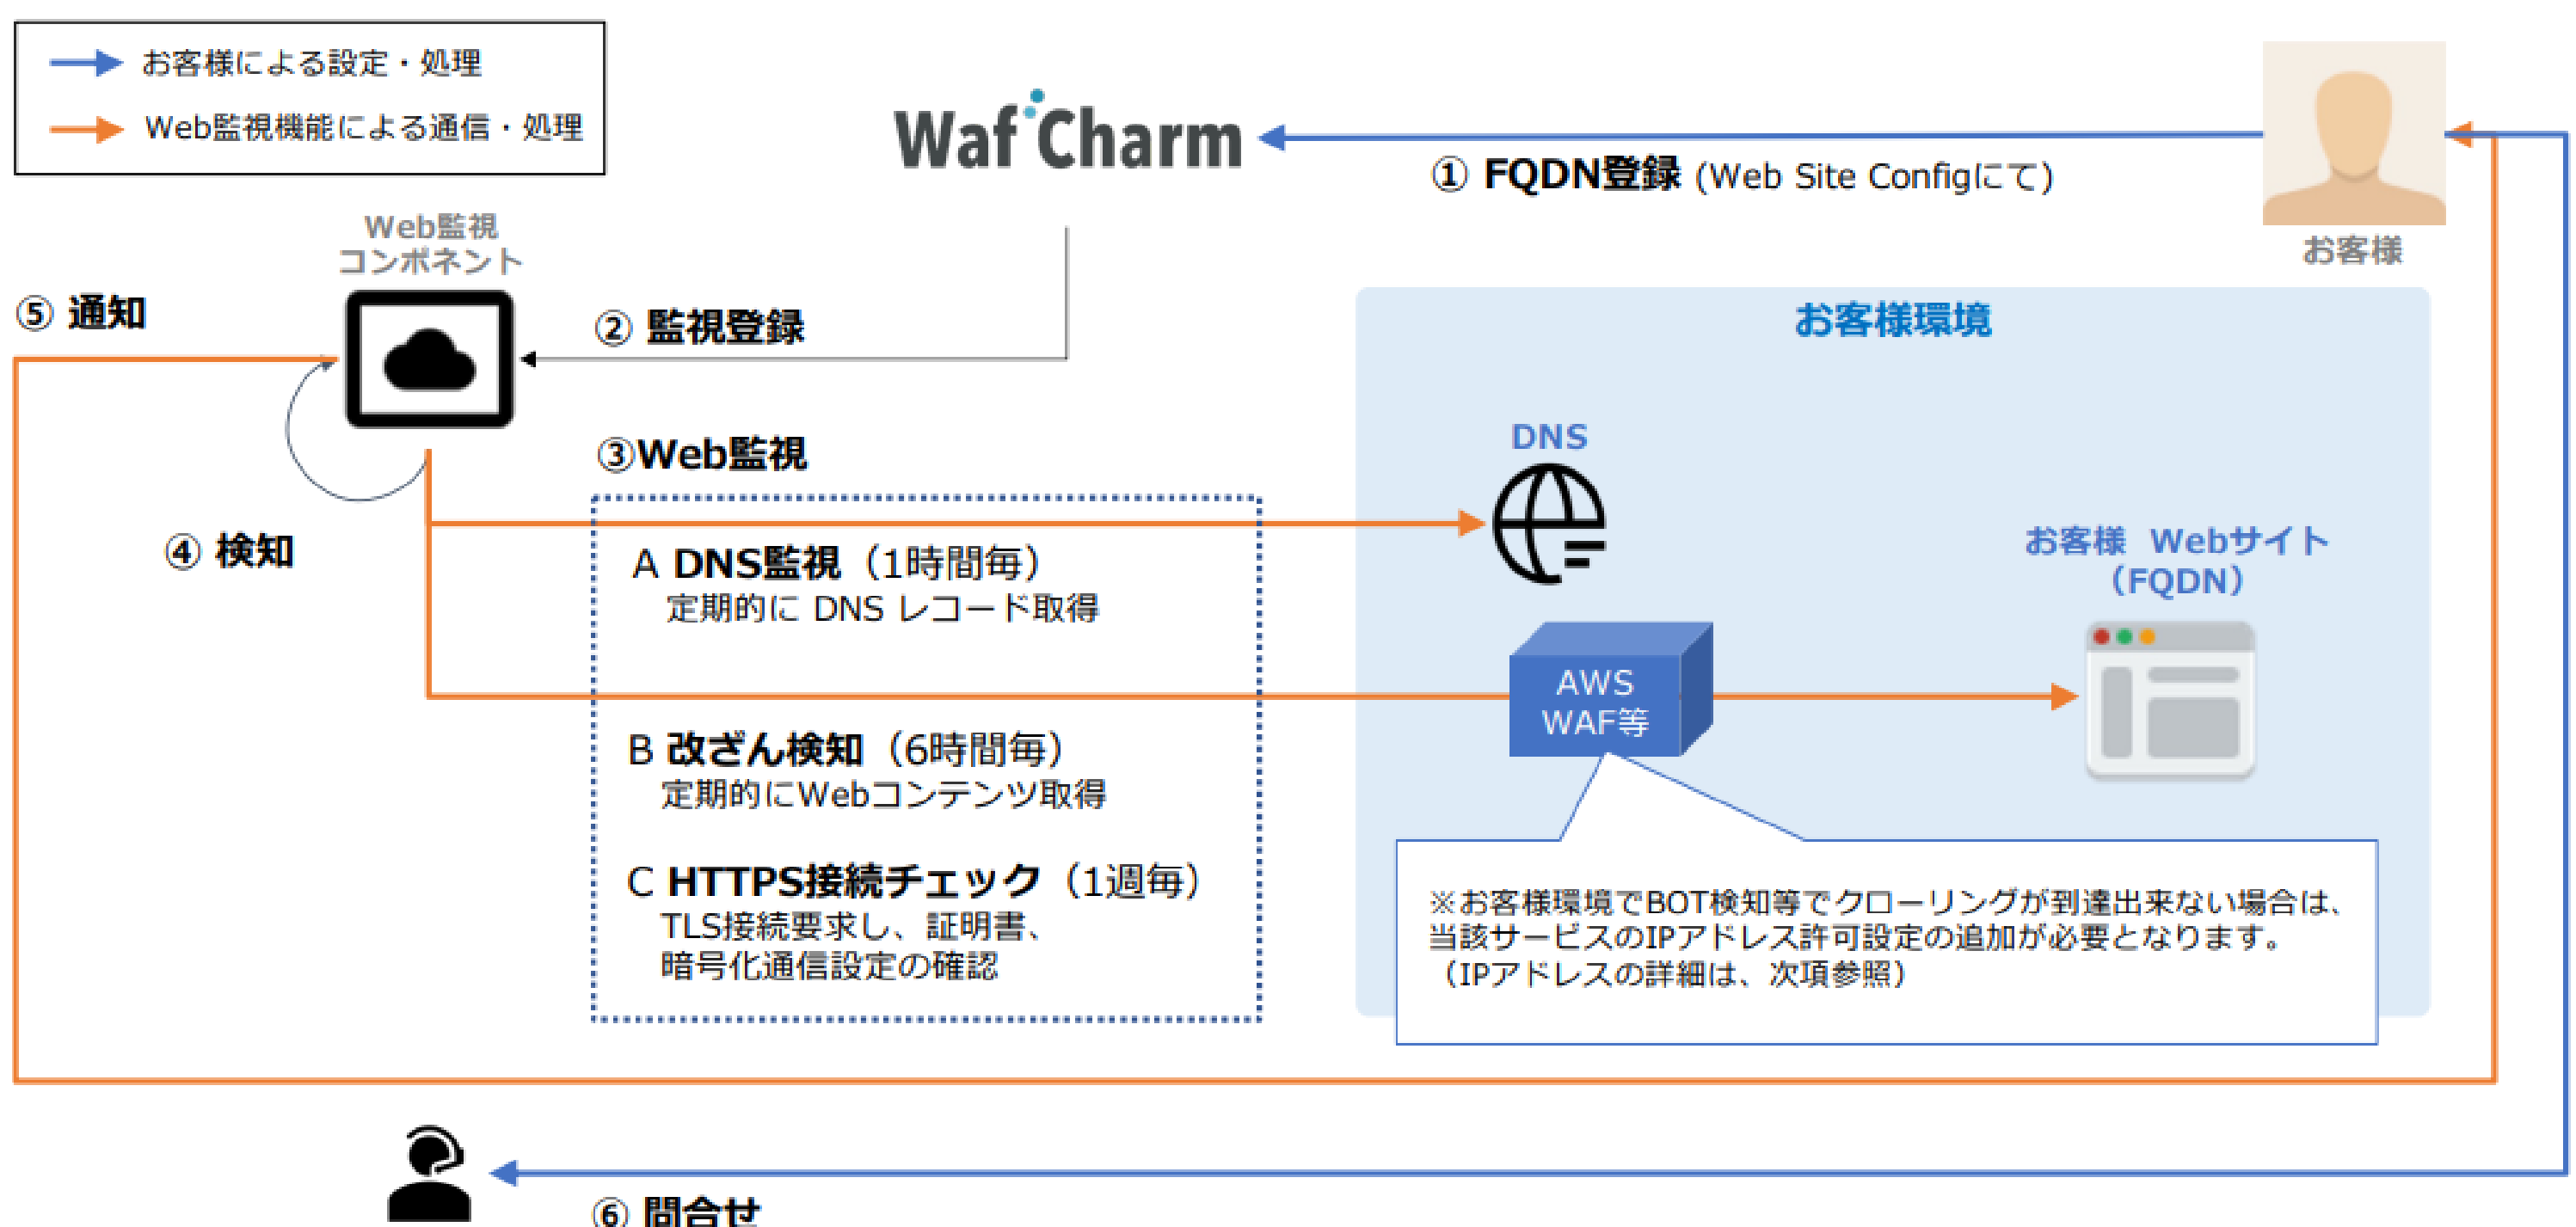 お客様による設定・処理
Web監視機能による通信・処理
WafCharm
① FQDN登録 (Web Site Configにて)
お客様
Web監視
コンポネント
⑤ 通知
② 監視登録
お客様環境
③Web監視
DNS
④ 検知
A DNS監視（1時間毎）
定期的に DNS レコード取得
お客様 Webサイト
（FQDN）
AWS
WAF等
B 改ざん検知（6時間毎）
定期的にWebコンテンツ取得
C HTTPS接続チェック（1週毎）
TLS接続要求し、証明書、
暗号化通信設定の確認
※お客様環境でBOT検知等でクローリングが到達出来ない場合は、
当該サービスのIPアドレス許可設定の追加が必要となります。
（IPアドレスの詳細は、次項参照）
⑥ 問合せ